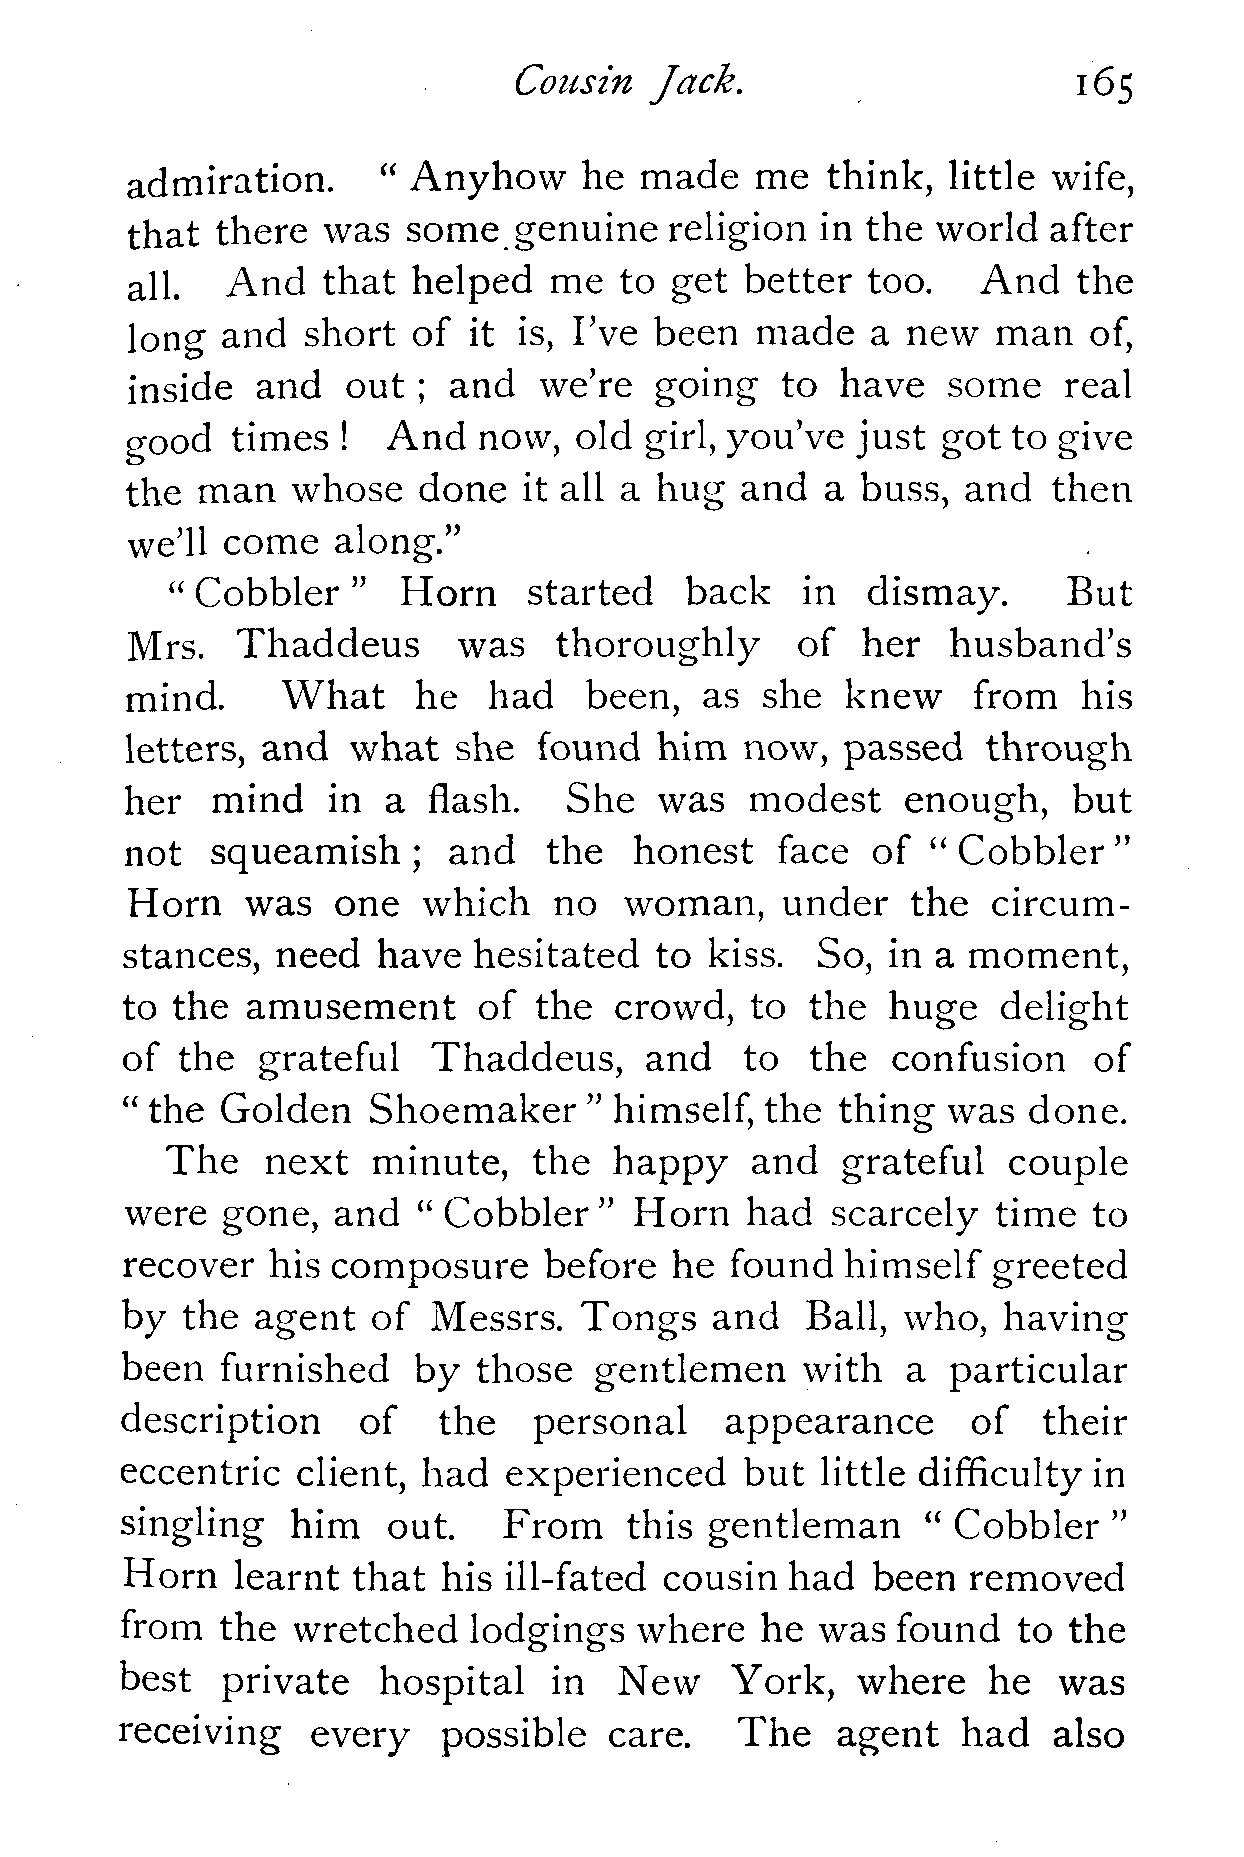 Cousin Jack. 165
admiration. " Anyhow he made me think, little wife,
that there was some genuine religion in the world after
all. And that helped me to get better too. And the
long and short of it is, I've been made a new man of,
inside and out ; and we're going to have some real
good times ! And now, old girl, you've just got to give
the man whose done it all a hug and a buss, and then
we'll come along."
" Cobbler " Horn started back in dismay. But
Mrs. Thaddeus was thoroughly of her husband's
mind. What he had been, as she knew from his
letters, and what she found him now, passed through
her mind in a flash. She was modest enough, but
not squeamish ; and the honest face of " Cobbler "
Horn was one which no woman, under the circum-
stances, need have hesitated to kiss. So, in a moment,
to the amusement of the crowd, to the huge delight
of the grateful Thaddeus, and to the confusion of
" the Golden Shoemaker " himself, the thing was done.
The next minute, the happy and grateful couple
were gone, and " Cobbler " Horn had scarcely time to
recover his composure before he found himself greeted
by the agent of Messrs. Tongs and Ball, who, having
been furnished by those gentlemen with a particular
description of the personal appearance of their
eccentric client, had experienced but little difficulty in
singling him out. From this gentleman " Cobbler "
Horn learnt that his ill-fated cousin had been removed
from the wretched lodgings where he was found to the
best private hospital in New York, where he was
receiving every possible care. The agent had also